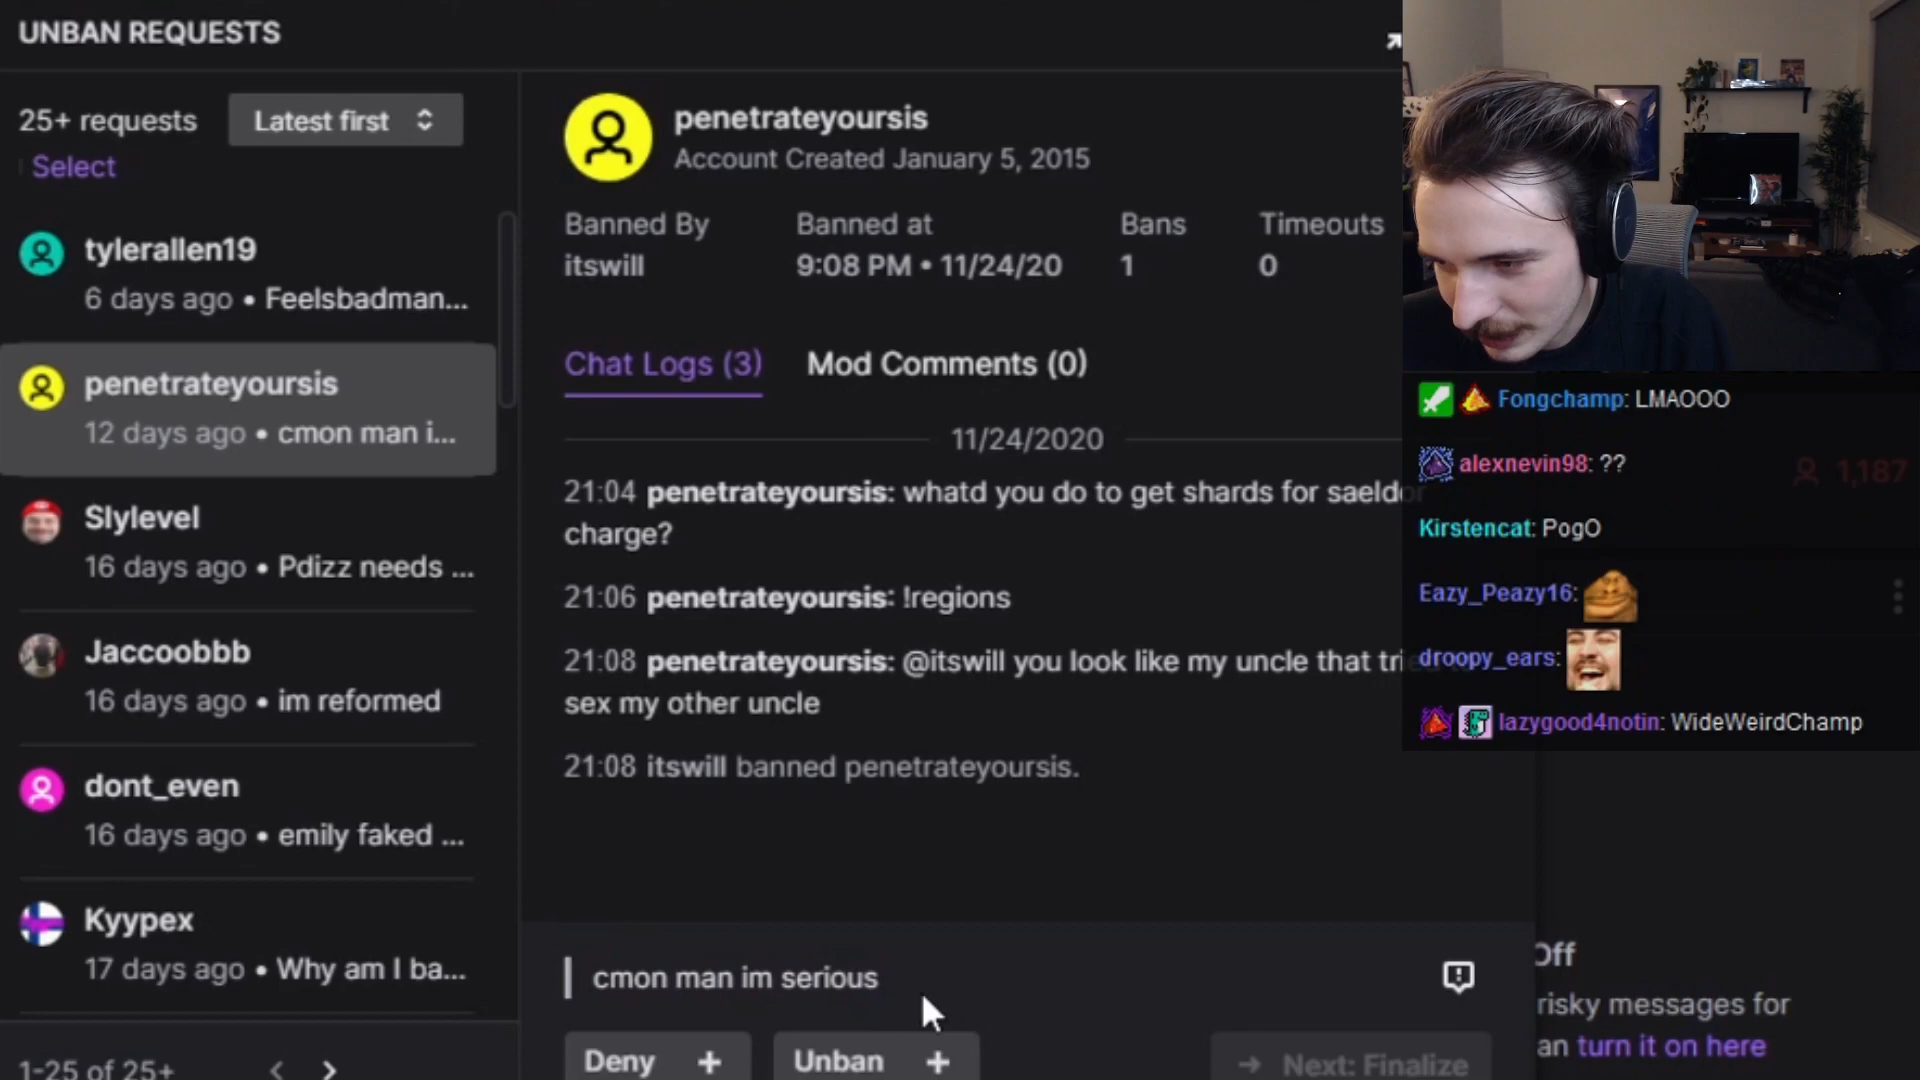 UNBAN REQUESTS
25+ requests
Latest first
Select
tylerallen19
6 days ago • Feelsbadman...
penetrateyoursis
12 days ago • cmon man i...
Slylevel
16 days ago • Pdizz needs ...
Jaccoobbb
16 days ago • im reformed
dont_even
16 days ago • emily faked ...
Kyypex
17 days ago • Why am I ba...
1-25 of 25+
penetrateyoursis
Account Created January 5, 2015
Banned By
itswill
Banned at
9:08 PM • 11/24/20
Bans
1
Timeouts
0
Chat Logs (3)
Mod Comments (0)
11/24/2020
21:04 penetrateyoursis: whatd you do to get shards for saeldor
charge?
21:06 penetrateyoursis: !regions
21:08 penetrateyoursis: @itswill you look like my uncle that
sex my other uncle
21:08 itswill banned penetrateyoursis.
cmon man im serious
Deny +
Unban +
Next: Finalize
Fongchamp: LMAOOO
alexnevin98: ??
1,187
Kirstencat: PogO
Eazy_Peazy16:
droopy_ears:
lazygood4notin: WideWeirdChamp
Off
risky messages for
an turn it on here